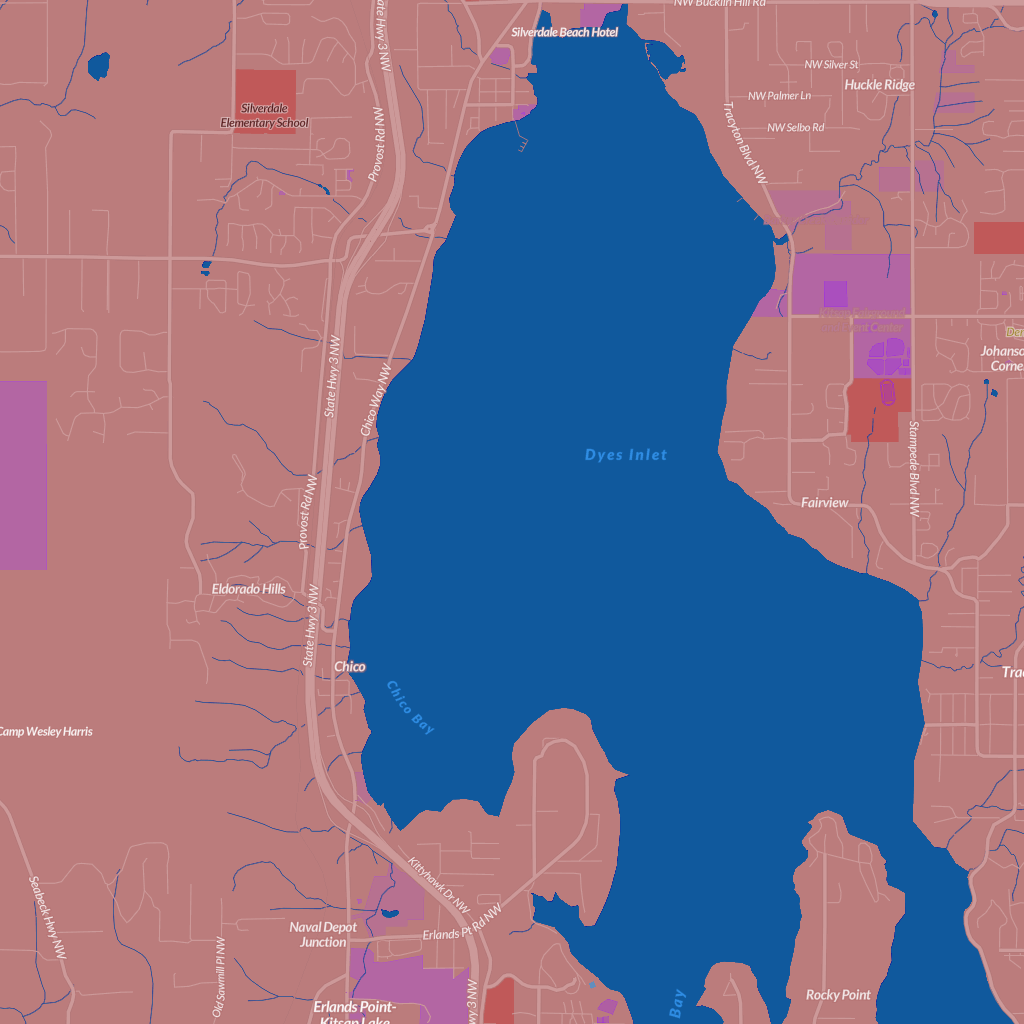 NW Bucklin Hill Rd
State Hwy 3 NW
Silverdale Beach Hotel
NW Silver St
Huckle Ridge
NW Palmer Ln
Silverdale
Elementary School
NW Selbo Rd
Tracyton Blvd NW
Provost Rd NW
Event Center
State Hwy 3 NW
Johanson
Corner
Chico Way NW
Dyes Inlet
Stampede Blvd NW
Provost Rd NW
Fairview
Eldorado Hills
State Hwy 3 NW
Chico
Chico Bay
Trac
Camp Wesley Harris
Kittyhawk Dr NW
Seabeck Hwy NW
Naval Depot
Junction
Erlands Pt Rd NW
Old Sawmill Pl NW
Rocky Point
Bay
wy 3 NW
Erlands Point-
Kitsap Lake